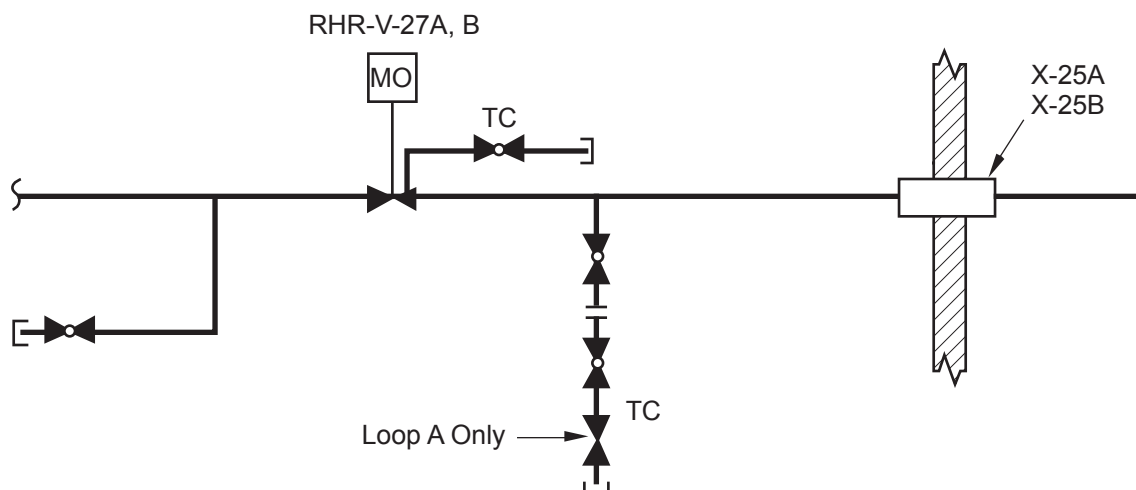 RHR-V-27A, B
MO
X-25A
X-25B
TC
TC
Loop A Only